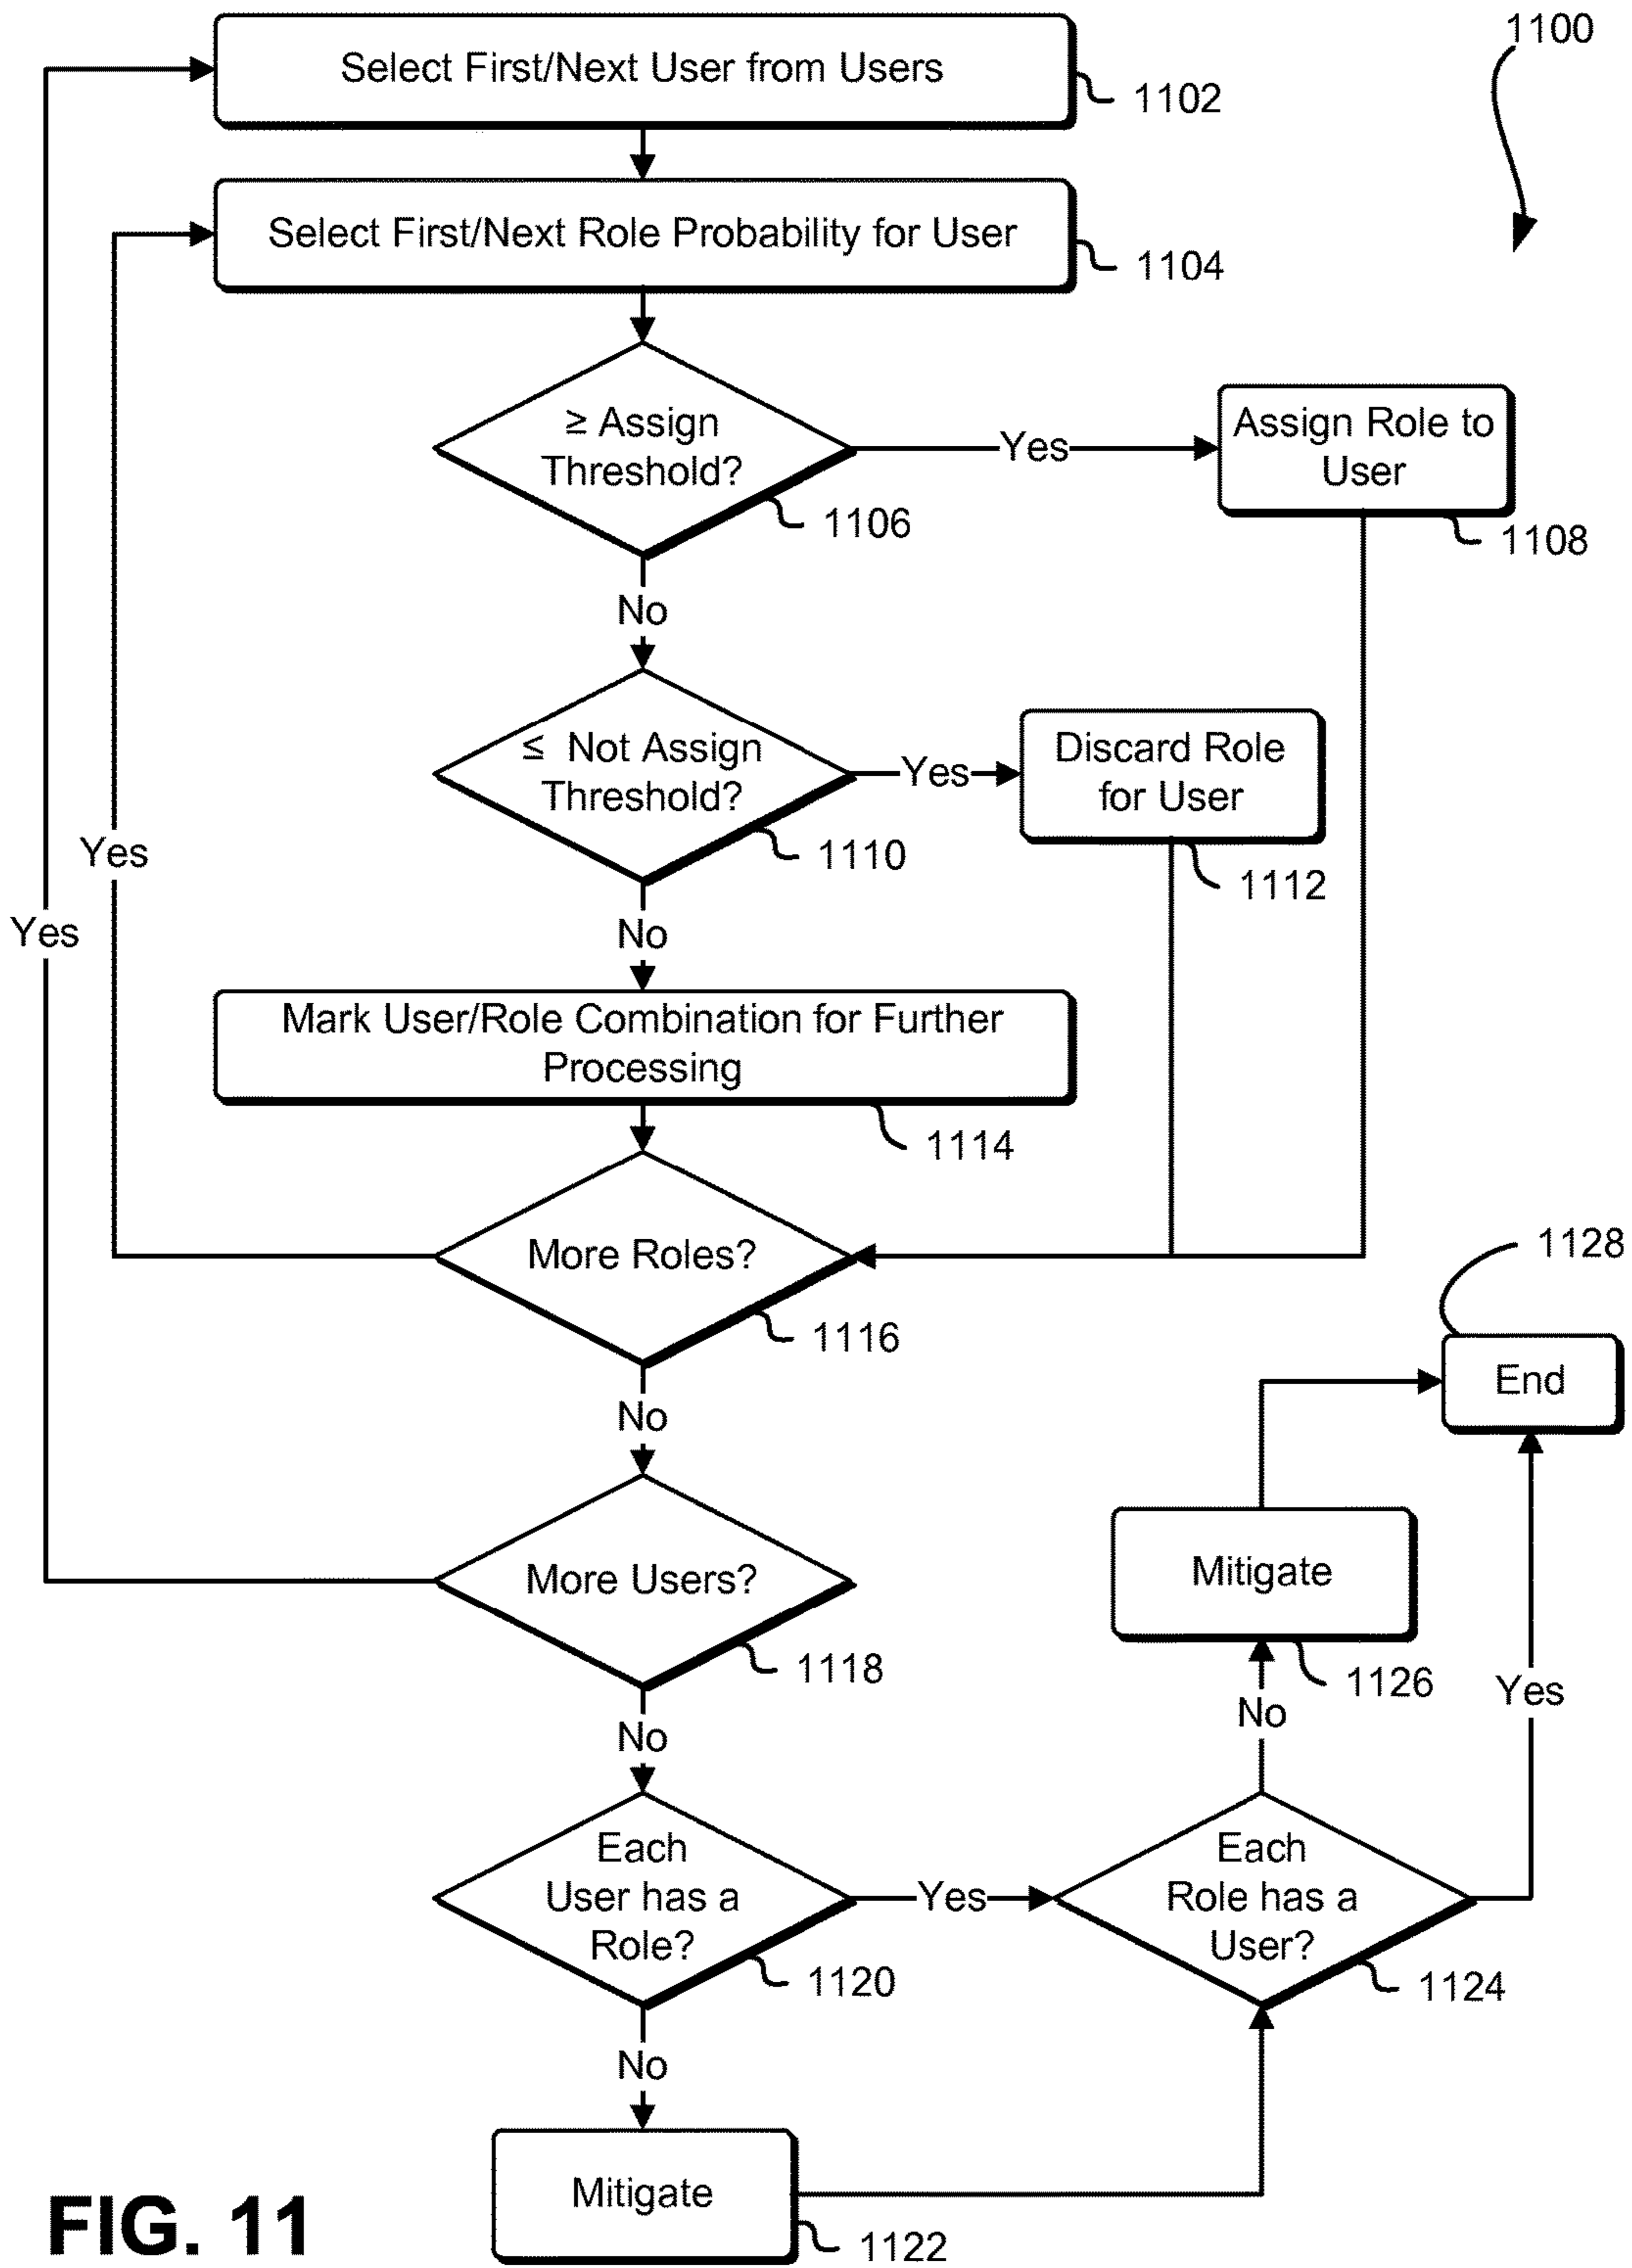 1100
Select First/Next User from Users
1102
Select First/Next Role Probability for User
1104
≥ Assign
Threshold?
1106
Yes
Assign Role to
User
1108
No
≤ Not Assign
Threshold?
1110
Yes
Discard Role
for User
1112
Yes
Yes
No
Mark User/Role Combination for Further
Processing
1114
More Roles?
1116
No
1128
End
More Users?
1118
Mitigate
1126
No
Yes
No
Each
User has a
Role?
1120
Yes
Each
Role has a
User?
1124
No
Mitigate
1122
FIG. 11